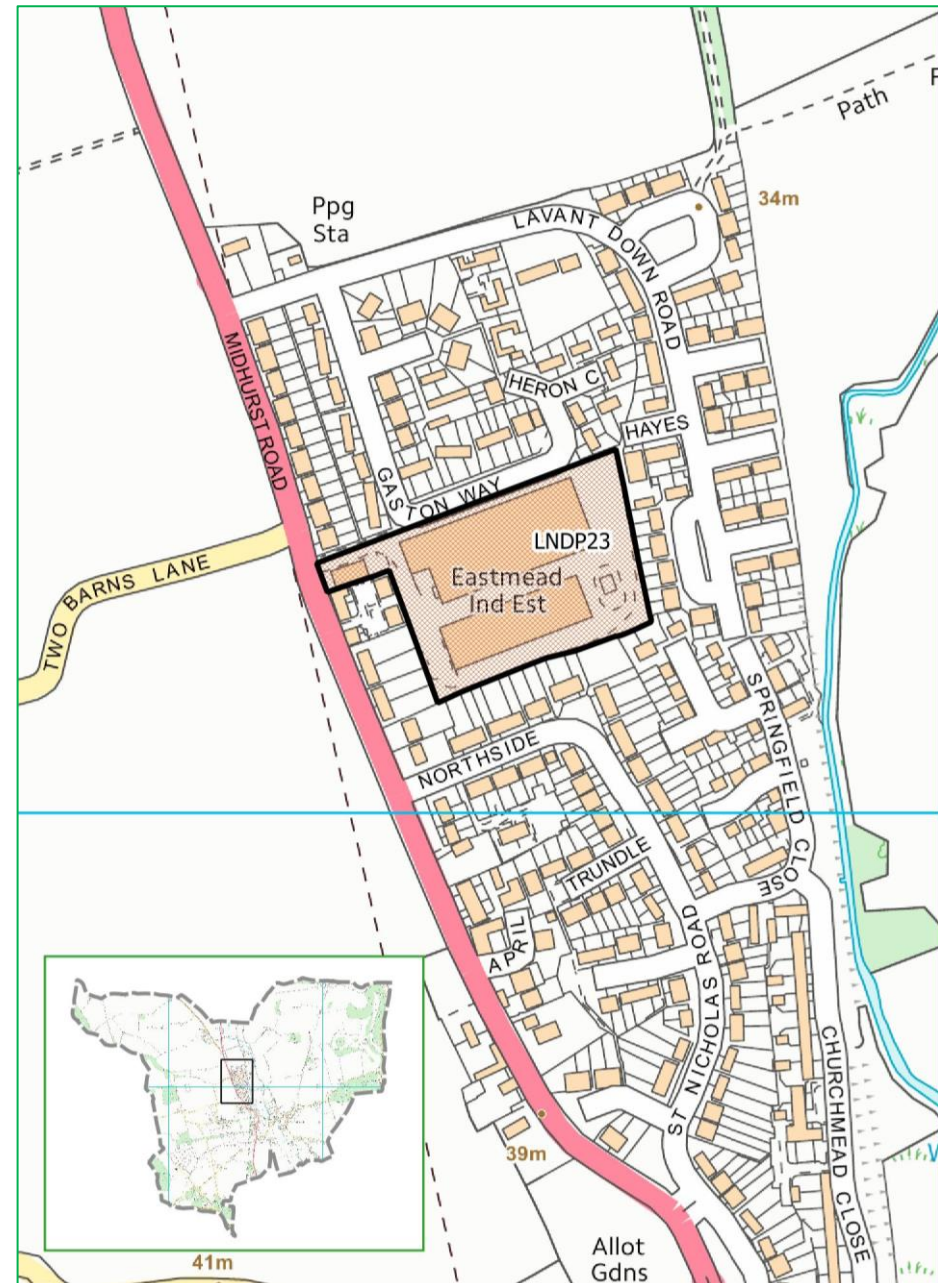 Path
F
34m
Ppg
Sta
LAVANT DOWN ROAD
MIDHURST ROAD
HERON C
HAYES
GASTON WAY
LNDP23
TWO BARNS LANE
Eastmead
Ind Est
SPRINGFIELD CLOSE
NORTHSIDE
TRUNDLE
CLOSE
APRIL
ST NICHOLAS ROAD
CHURCHMEAD CLOSE
39m
W
41m
Allot
Gdns